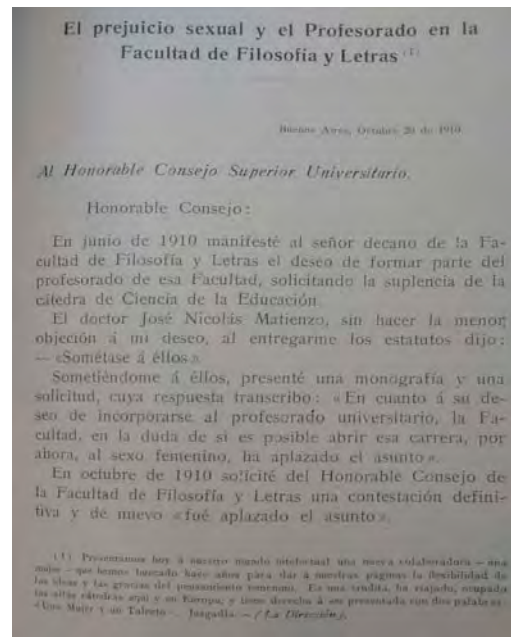 El prejuicio sexual y el Profesorado en la
Facultad de Filosofía y Letras (1)
Buenos Aires, Octubre 20 de 1910.
Al Honorable Consejo Superior Universitario.
Honorable Consejo:
En junio de 1910 manifesté al señor decano de la Fa-
cultad de Filosofía y Letras el deseo de formar parte del
profesorado de esa Facultad, solicitando la suplencia de la
cátedra de Ciencia de la Educación.
El doctor José Nicolás Matienzo, sin hacer la menor
objeción á mi deseo, al entregarme los estatutos dijo:
— «Sométase á éllos».
Sometiéndome á éllos, presenté una monografía y una
solicitud, cuya respuesta transcribo: «En cuanto á su de-
seo de incorporarse al profesorado universitario, la Fa-
cultad, en la duda de si es posible abrir esa carrera, por
ahora, al sexo femenino, ha aplazado el asunto».
En octubre de 1910 solicité del Honorable Consejo de
la Facultad de Filosofía y Letras una contestación defini-
tiva y de nuevo «fué aplazado el asunto».
(1) Presentamos hoy á nuestro mundo intelectual una nueva colaboradora — una
mujer — que hemos buscado hace años para dar á nuestras páginas la flexibilidad de
las ideas y las gracias del pensamiento femenino. Es una erudita, ha viajado, ocupado
las altas cátedras aquí y en Europa, y tiene derecho á ser presentada con dos palabras:
«Una Mujer y un Talento». Juzgadla. — (La Dirección).